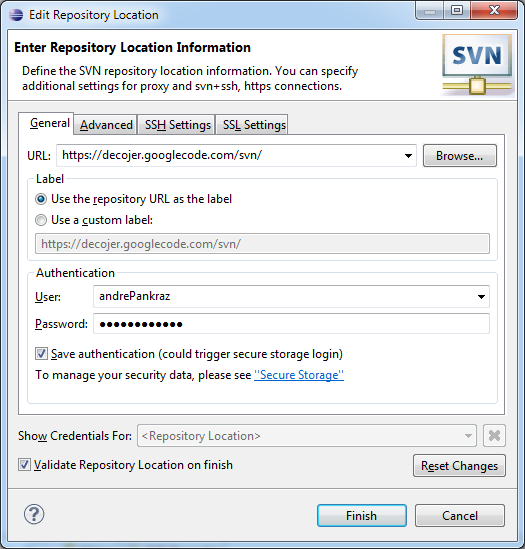 Edit Repository Location
Enter Repository Location Information
Define the SVN repository location information. You can specify
additional settings for proxy and svn+ssh, https connections.
SVN
General Advanced SSH Settings SSL Settings
URL: https://decojer.googlecode.com/svn/ Browse...
Label
Use the repository URL as the label
Use a custom label:
https://decojer.googlecode.com/svn/
Authentication
User: andrePankraz
Password: ●●●●●●●●●●●●
Save authentication (could trigger secure storage login)
To manage your security data, please see "Secure Storage"
Show Credentials For: <Repository Location>
Validate Repository Location on finish Reset Changes
? Finish Cancel